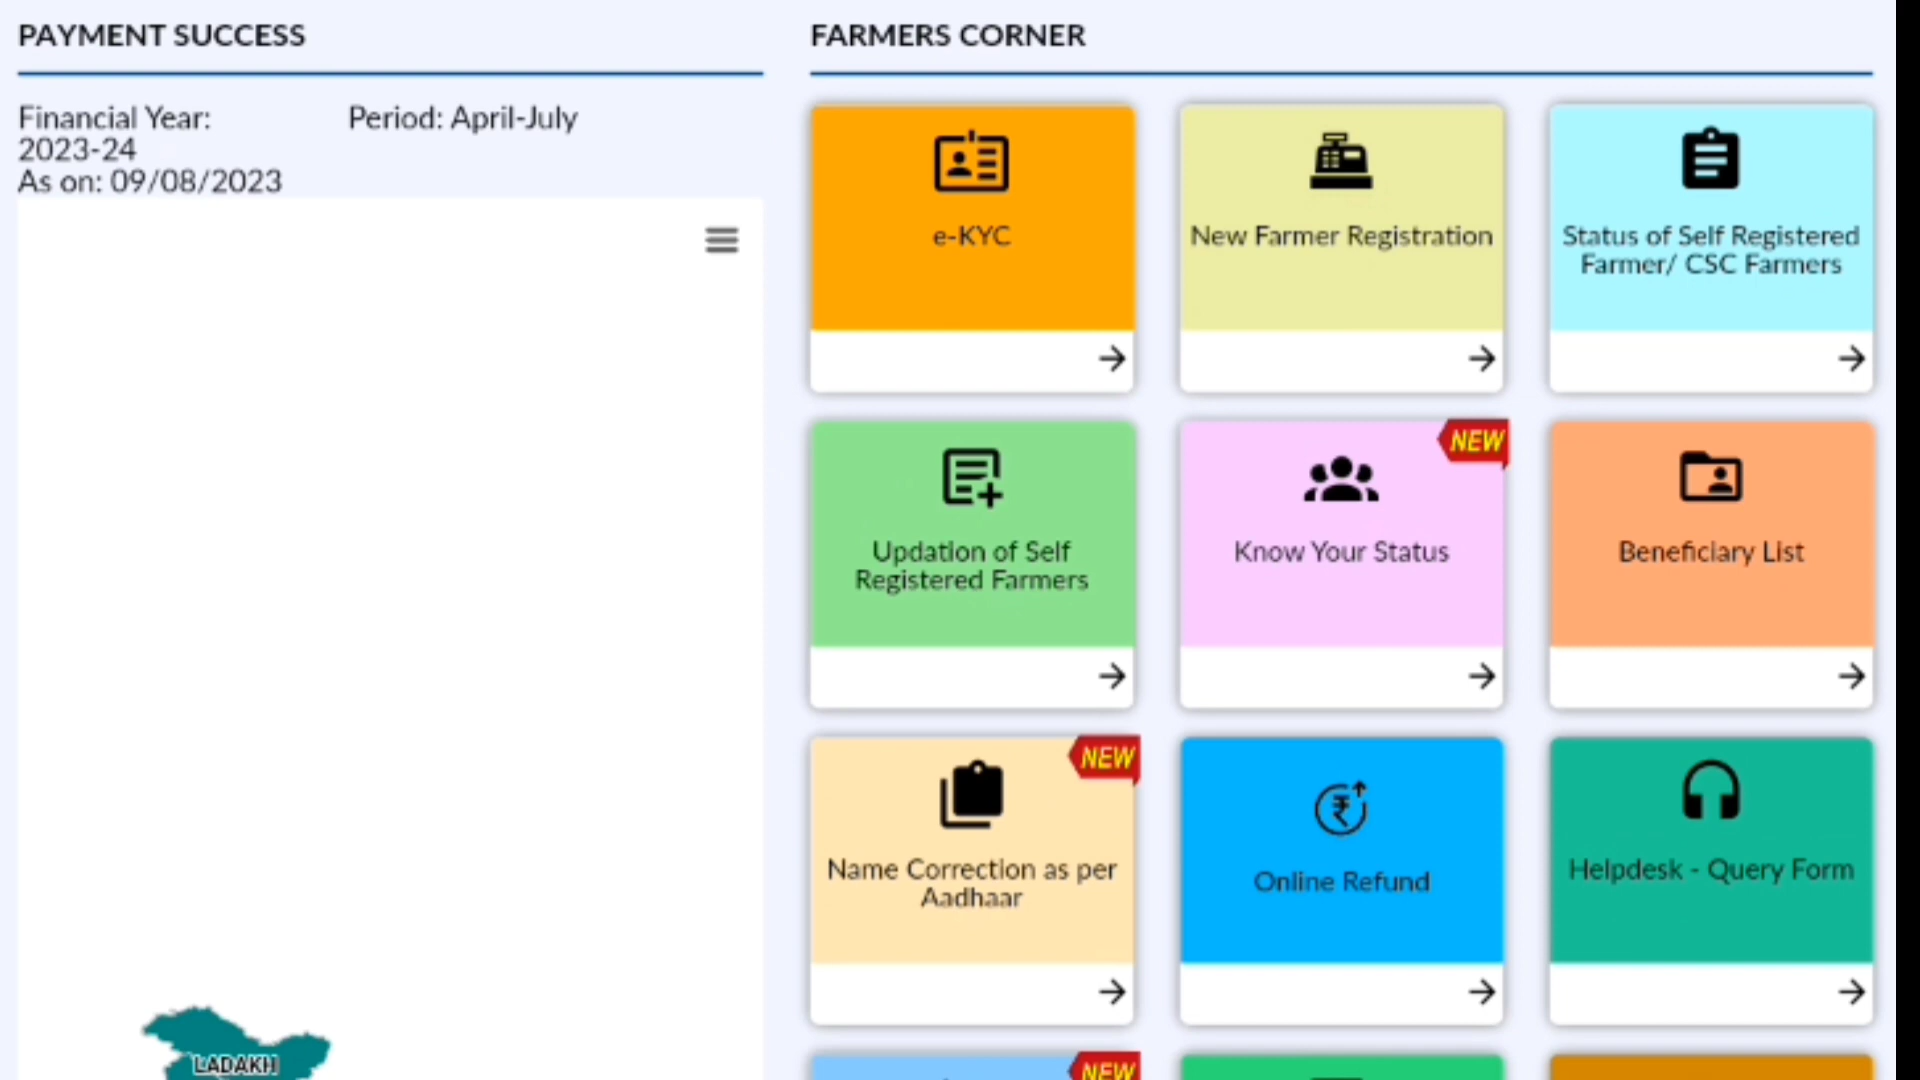 PAYMENT SUCCESS
Financial Year:
2023-24
Period: April-July
As on: 09/08/2023
LADAKH
FARMERS CORNER
e-KYC
New Farmer Registration
Status of Self Registered
Farmer/ CSC Farmers
Updation of Self
Registered Farmers
NEW
Know Your Status
Beneficiary List
NEW
Name Correction as per
Aadhaar
Online Refund
Helpdesk - Query Form
NEW